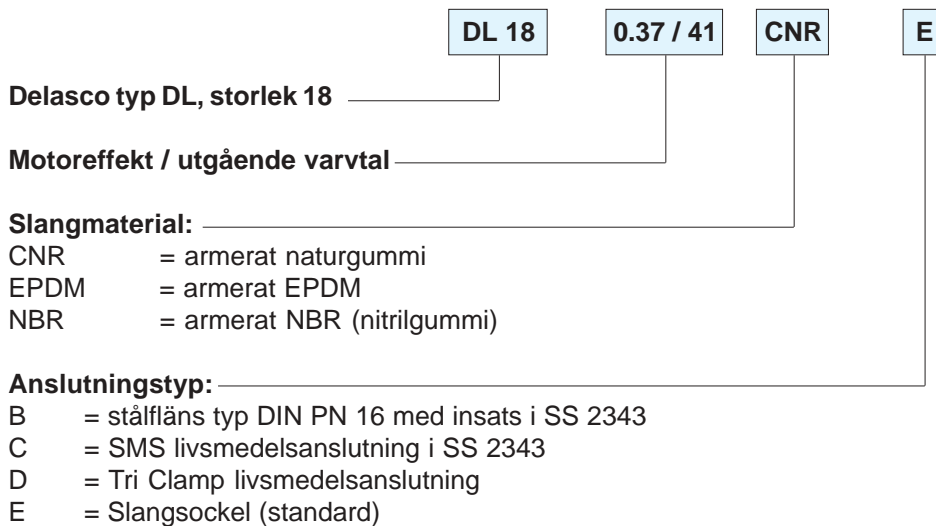 DL 18 0.37 / 41 CNR E
Delasco typ DL, storlek 18
Motoreffekt / utgående varvtal
Slangmaterial:
CNR = armerat naturgummi
EPDM = armerat EPDM
NBR = armerat NBR (nitrilgummi)
Anslutningstyp:
B = stålfläns typ DIN PN 16 med insats i SS 2343
C = SMS livsmedelsanslutning i SS 2343
D = Tri Clamp livsmedelsanslutning
E = Slangsockel (standard)